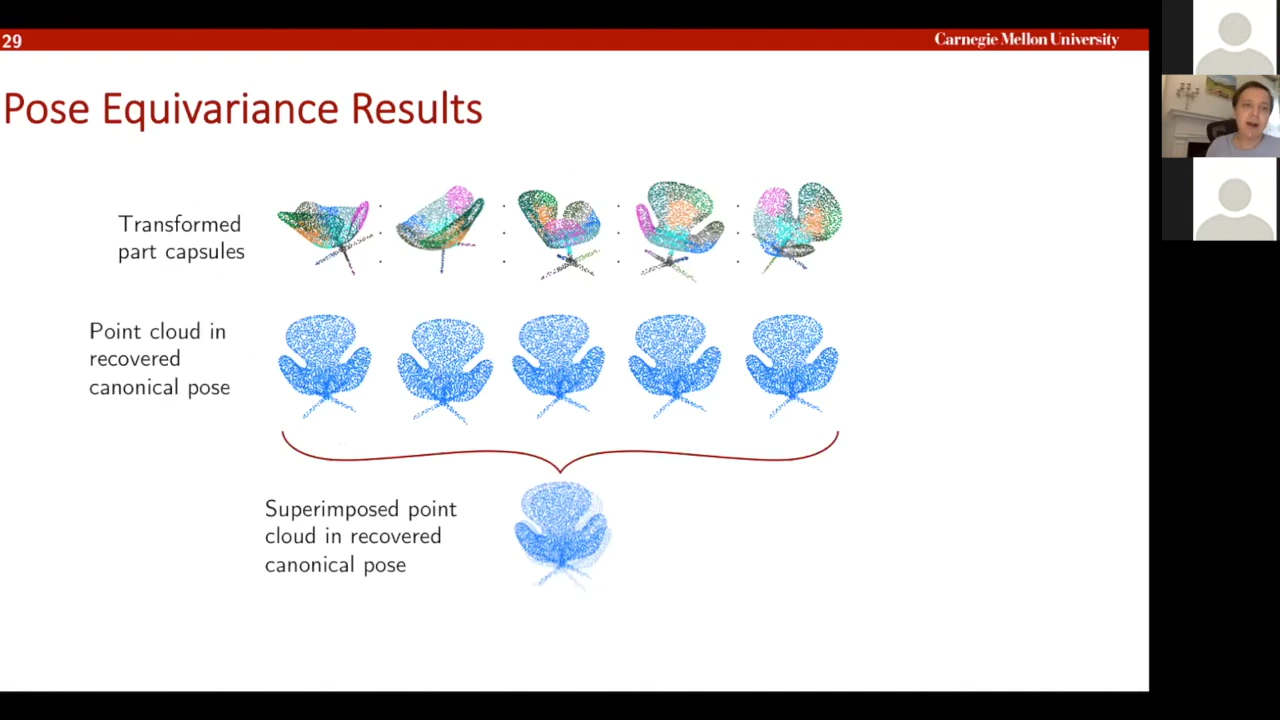 29
Carnegie Mellon University
Pose Equivariance Results
Transformed
part capsules
Point cloud in
recovered
canonical pose
Superimposed point
cloud in recovered
canonical pose